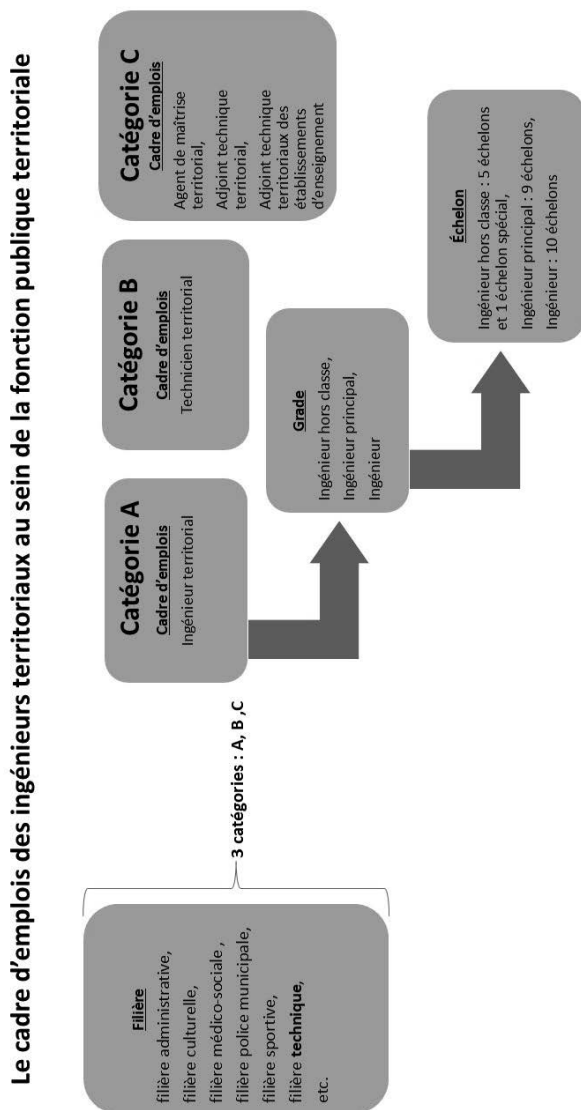 Le cadre d'emplois des ingénieurs territoriaux au sein de la fonction publique territoriale
Filière
filière administrative,
filière culturelle,
filière médico-sociale ,
filière police municipale,
filière sportive,
filière technique,
etc.
3 catégories : A, B ,C
Catégorie A
Cadre d'emplois
Ingénieur territorial
Catégorie B
Cadre d'emplois
Technicien territorial
Catégorie C
Cadre d'emplois
Agent de maîtrise
territorial,
Adjoint technique
territorial,
Adjoint technique
territoriaux des
établissements
d'enseignement
Grade
Ingénieur hors classe,
Ingénieur principal,
Ingénieur
Échelon
Ingénieur hors classe : 5 échelons
et 1 échelon spécial,
Ingénieur principal : 9 échelons,
Ingénieur : 10 échelons